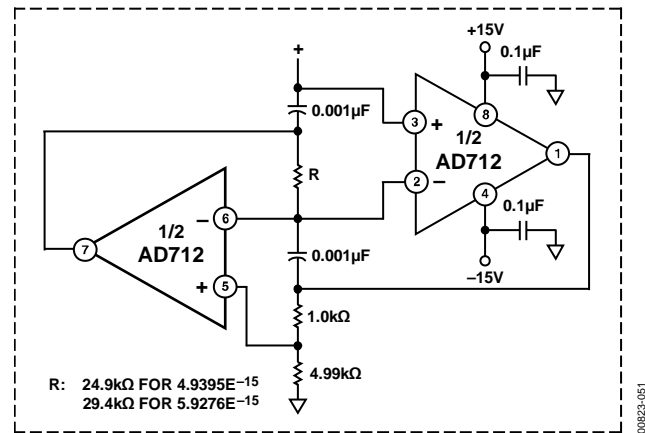 +
+15V
0.1µF
0.001µF
3
+
8
1/2
AD712
1
R
2
–
4
0.1µF
–
6
1/2
AD712
7
0.001µF
+
5
–15V
1.0kΩ
4.99kΩ
R: 24.9kΩ FOR 4.9395E–15
29.4kΩ FOR 5.9276E–15
00823-051